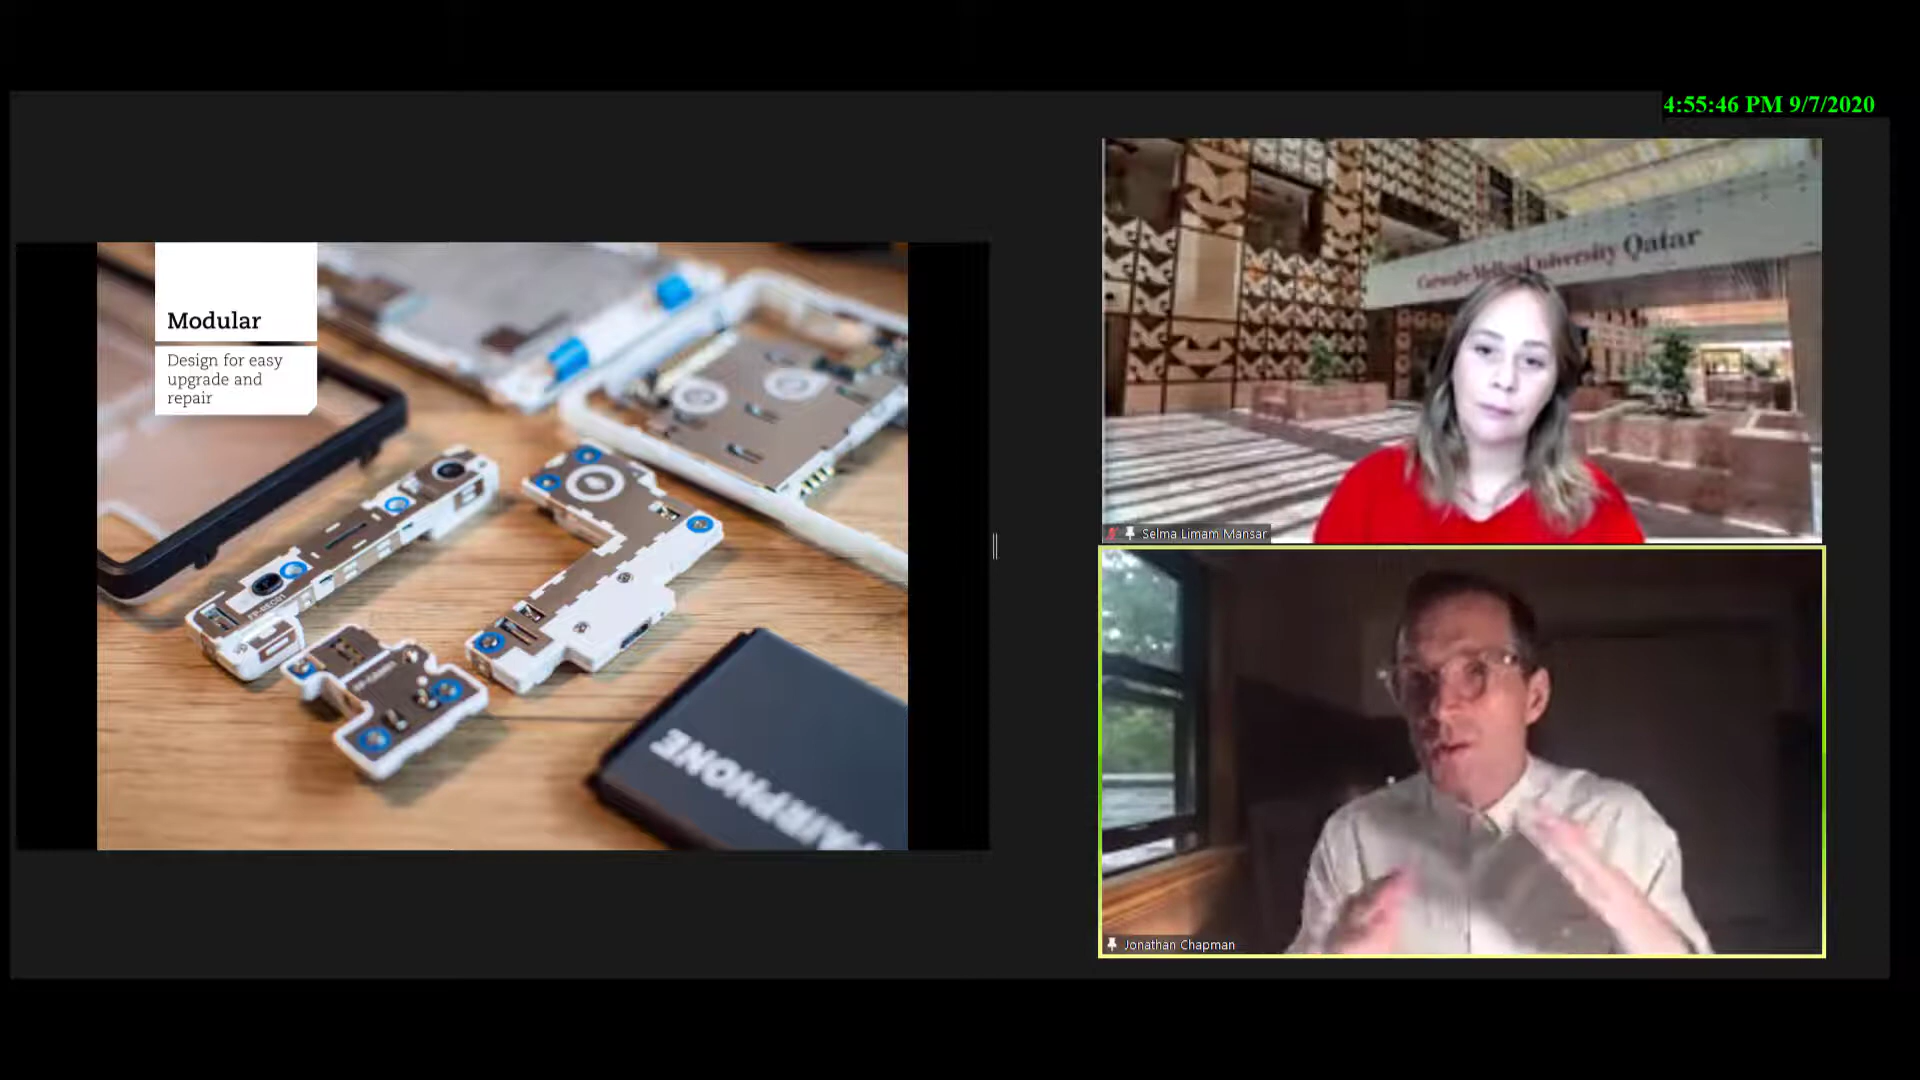 4:55:46 PM 9/7/2020
Modular
Design for easy
upgrade and
repair
AIRPHONE
Carnegie Mellon University Qatar
Selma Limam Mansar
Jonathan Chapman